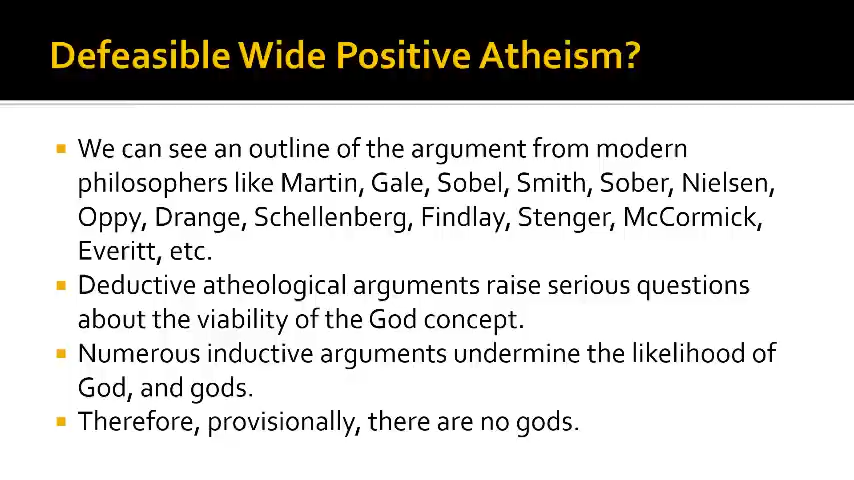 Defeasible Wide Positive Atheism?
We can see an outline of the argument from modern
philosophers like Martin, Gale, Sobel, Smith, Sober, Nielsen,
Oppy, Drange, Schellenberg, Findlay, Stenger, McCormick,
Everitt, etc.
Deductive atheological arguments raise serious questions
about the viability of the God concept.
Numerous inductive arguments undermine the likelihood of
God, and gods.
Therefore, provisionally, there are no gods.